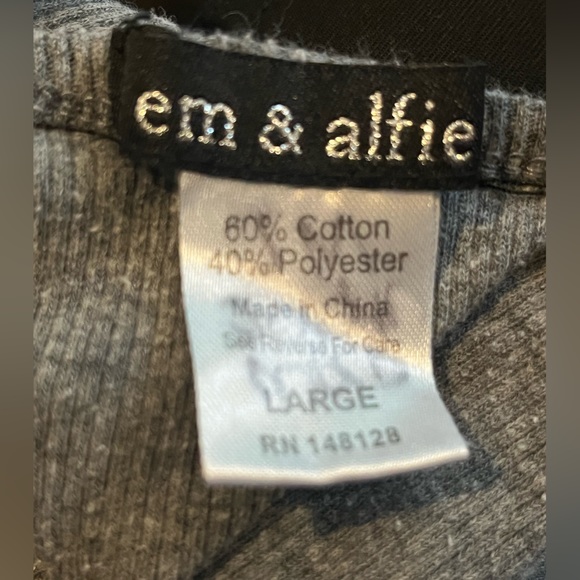 em & alfie
60% Cotton
40% Polyester
Made in China
See Reverse For Care
LARGE
RN 148128